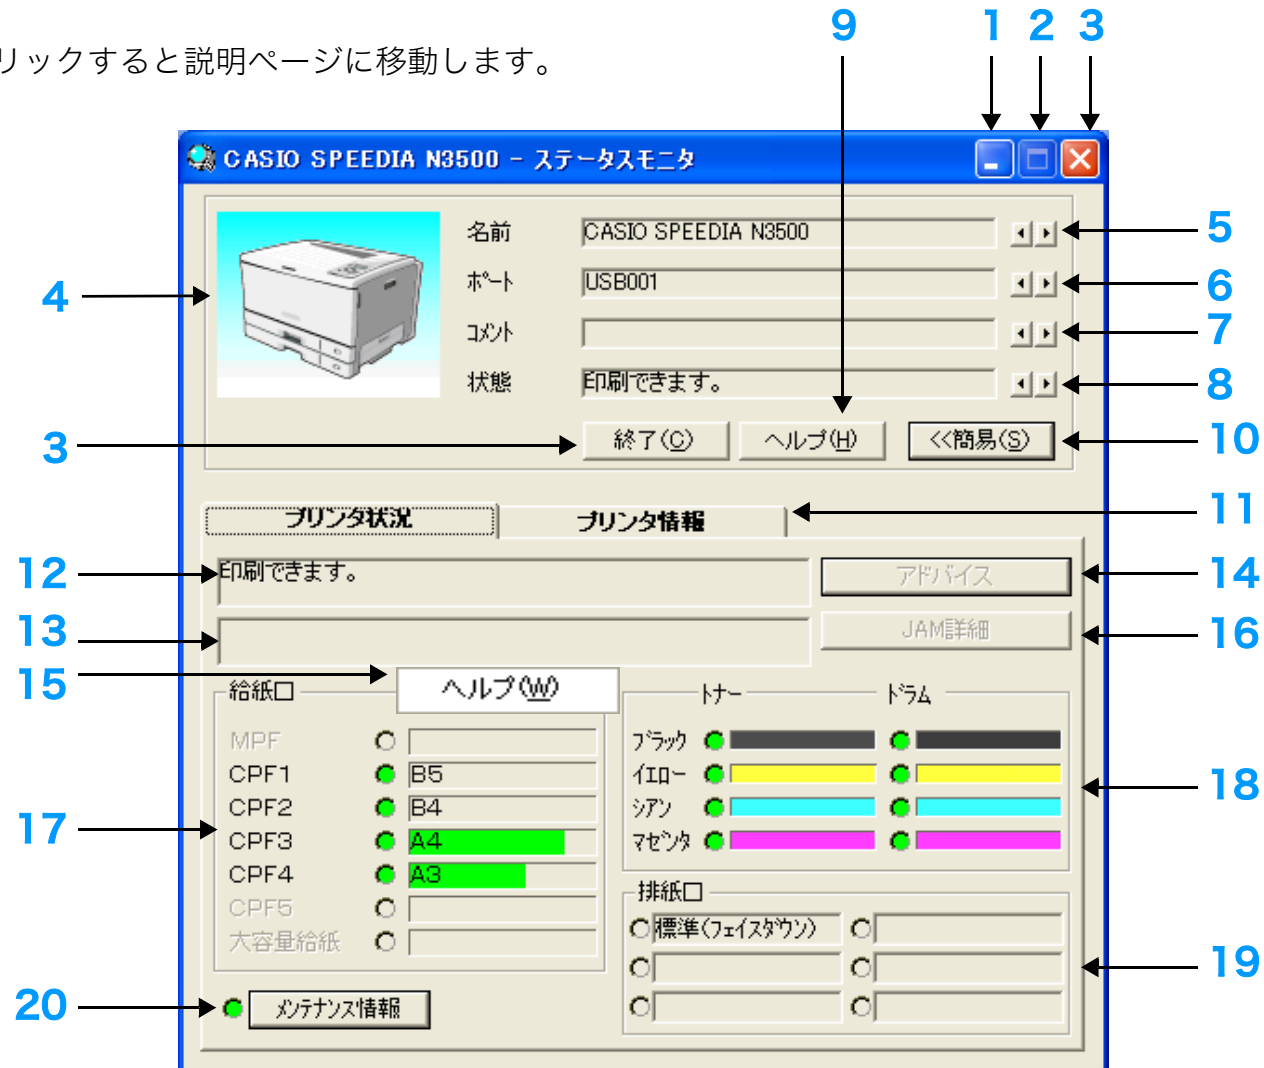 9 1 2 3
リックすると説明ページに移動します。
CASIO SPEEDIA N3500 - ステータスモニタ
名前 CASIO SPEEDIA N3500 5
4 ポート USB001 6
コメント 7
状態 印刷できます。 8
3 終了(C) ヘルプ(H) <<簡易(S) 10
プリンタ状況 プリンタ情報 11
12 印刷できます。 アドバイス 14
13 JAM詳細 16
15 給紙口 ヘルプ(W) トナー ドラム
MPF ブラック
CPF1 B5 イエロー 18
CPF2 B4 シアン
17 CPF3 A4 マゼンタ
CPF4 A3 排紙口
CPF5 標準(フェイスダウン)
大容量給紙 19
20 メンテナンス情報